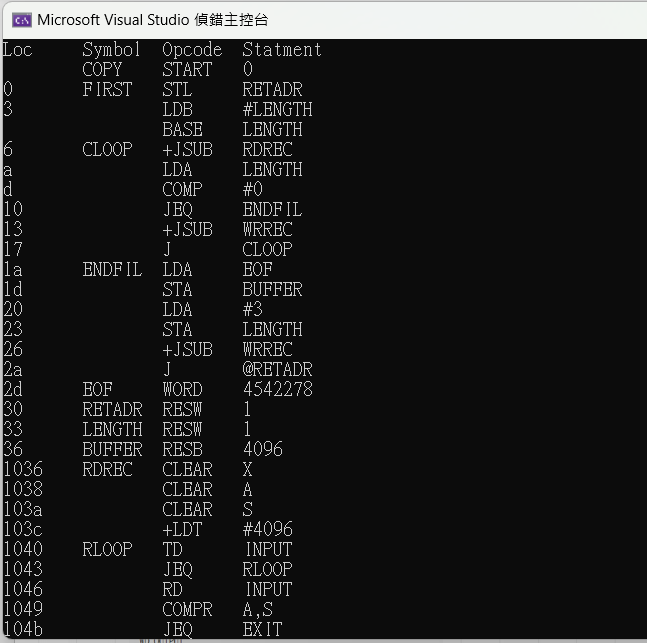 Microsoft Visual Studio 偵錯主控台
Loc Symbol Opcode Statment
COPY START 0
0 FIRST STL RETADR
3 LDB #LENGTH
BASE LENGTH
6 CLOOP +JSUB RDREC
a LDA LENGTH
d COMP #0
10 JEQ ENDFIL
13 +JSUB WRREC
17 J CLOOP
1a ENDFIL LDA EOF
1d STA BUFFER
20 LDA #3
23 STA LENGTH
26 +JSUB WRREC
2a J @RETADR
2d EOF WORD 4542278
30 RETADR RESW 1
33 LENGTH RESW 1
36 BUFFER RESB 4096
1036 RDREC CLEAR X
1038 CLEAR A
103a CLEAR S
103c +LDT #4096
1040 RLOOP TD INPUT
1043 JEQ RLOOP
1046 RD INPUT
1049 COMPR A,S
104b JEQ EXIT